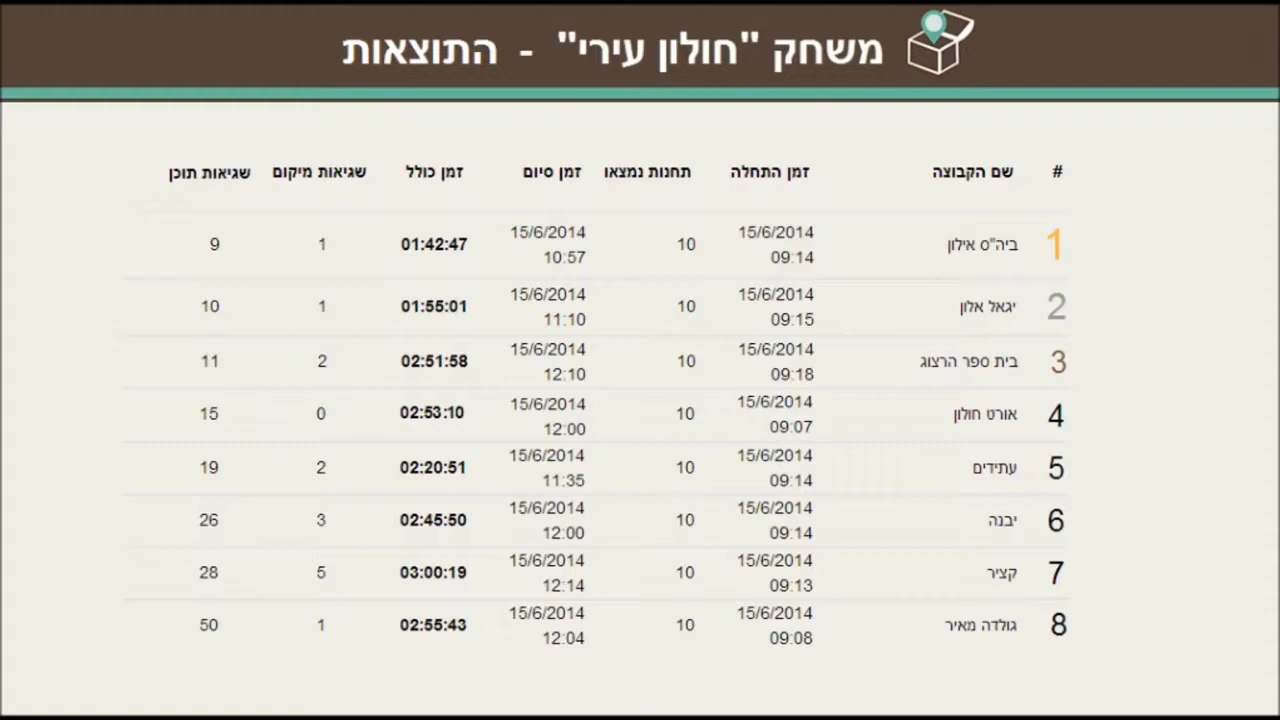 משחק "חולון עירי" - התוצאות
# שם הקבוצה זמן התחלה תחנות נמצאו זמן סיום זמן כולל שגיאות מיקום שגיאות תוכן
1 ביה"ס אילון 15/6/2014 09:14 10 15/6/2014 10:57 01:42:47 1 9
2 יגאל אלון 15/6/2014 09:15 10 15/6/2014 11:10 01:55:01 1 10
3 בית ספר הרצוג 15/6/2014 09:18 10 15/6/2014 12:10 02:51:58 2 11
4 אורט חולון 15/6/2014 09:07 10 15/6/2014 12:00 02:53:10 0 15
5 עתידים 15/6/2014 09:14 10 15/6/2014 11:35 02:20:51 2 19
6 יבנה 15/6/2014 09:14 10 15/6/2014 12:00 02:45:50 3 26
7 קציר 15/6/2014 09:13 10 15/6/2014 12:14 03:00:19 5 28
8 גולדה מאיר 15/6/2014 09:08 10 15/6/2014 12:04 02:55:43 1 50